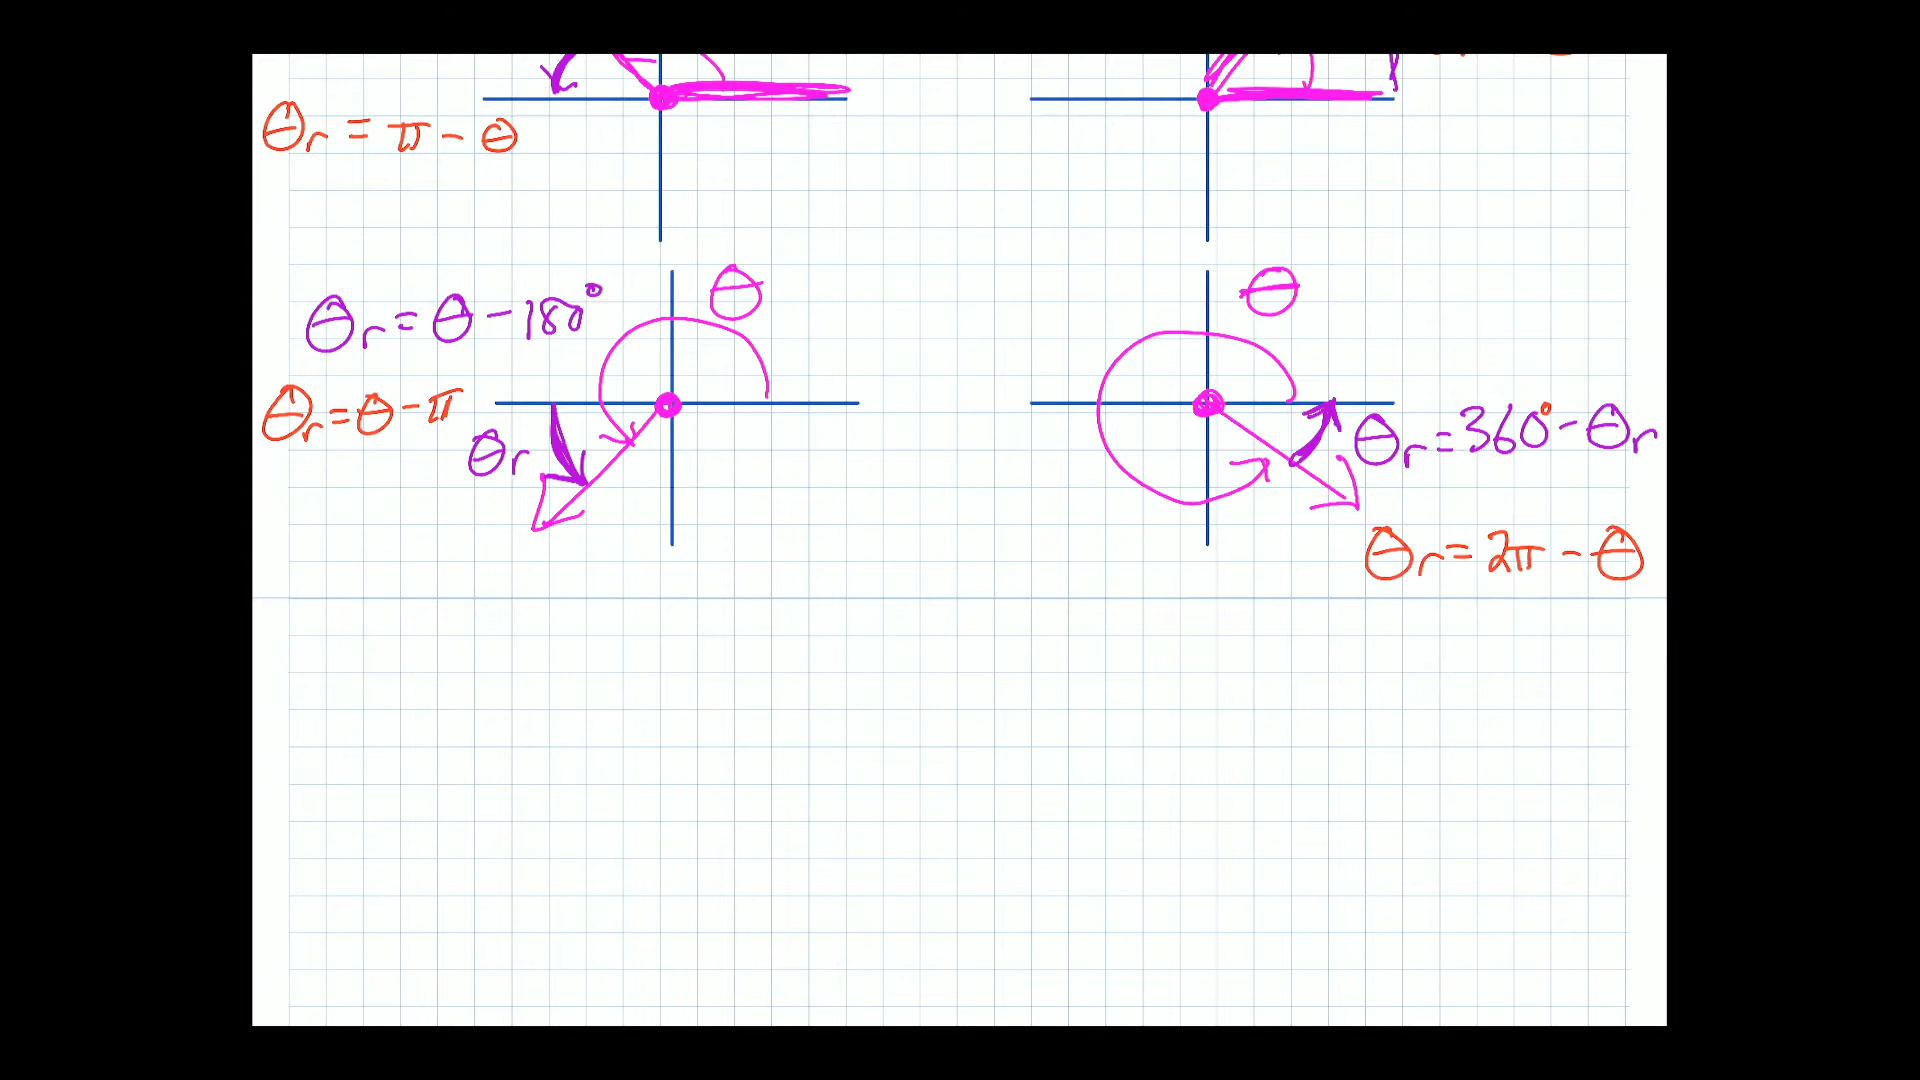 θr = π - θ
θ
θ
θr = θ - 180°
θr = θ - π
θr
θr = 360° - θr
θr = 2π - θ